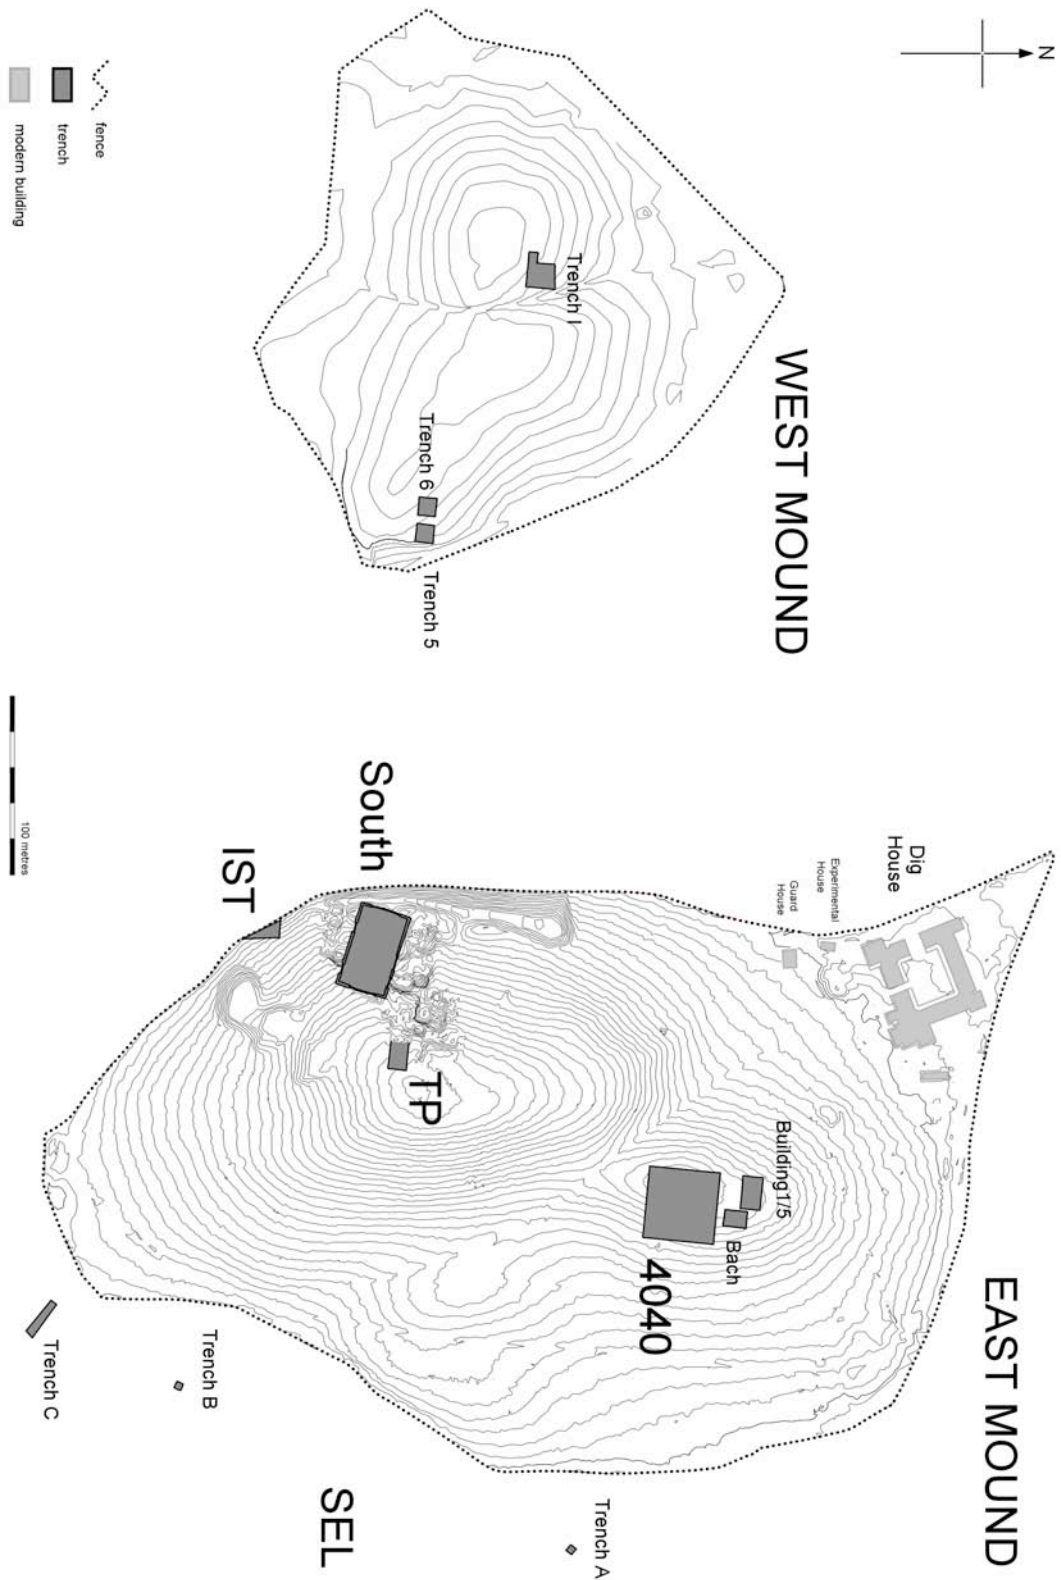 N
WEST MOUND
Trench I
Trench 6
Trench 5
fence
trench
modern building
100 metres
EAST MOUND
Dig
House
Experimental
House
Guard
House
Building1/5
Bach
4040
TP
South
IST
Trench A
Trench B
Trench C
SEL